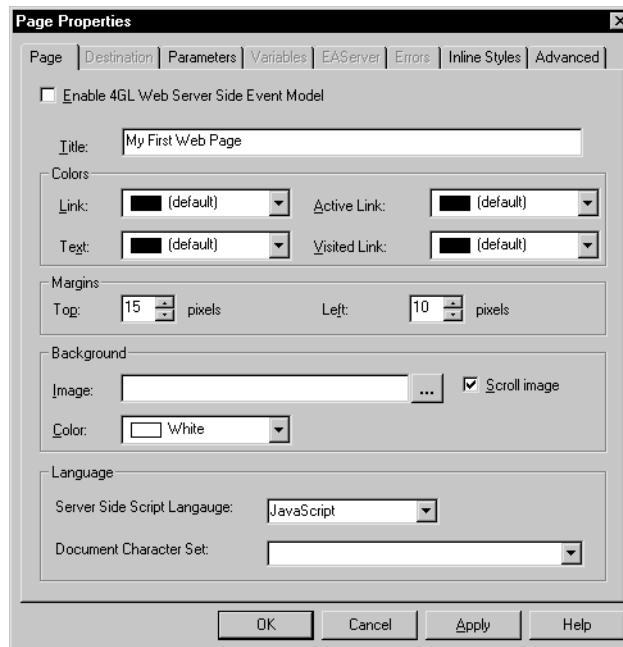 Page Properties
Page Destination Parameters Variables EAServer Errors Inline Styles Advanced
Enable 4GL Web Server Side Event Model
Title: My First Web Page
Colors
Link: (default) Active Link: (default)
Text: (default) Visited Link: (default)
Margins
Top: 15 pixels Left: 10 pixels
Background
Image: ... Scroll image
Color: White
Language
Server Side Script Langauge: JavaScript
Document Character Set:
OK Cancel Apply Help